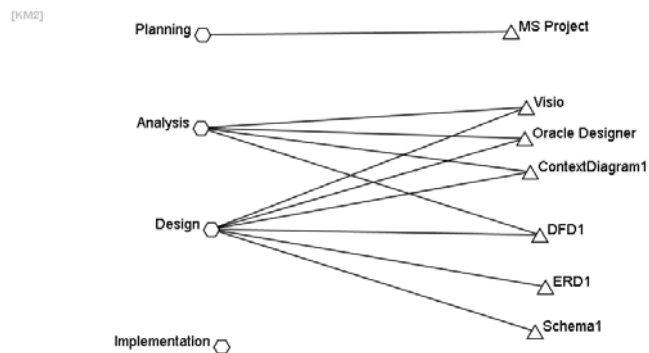 [KM2]
Planning
MS Project
Visio
Analysis
Oracle Designer
ContextDiagram1
Design
DFD1
ERD1
Schema1
Implementation